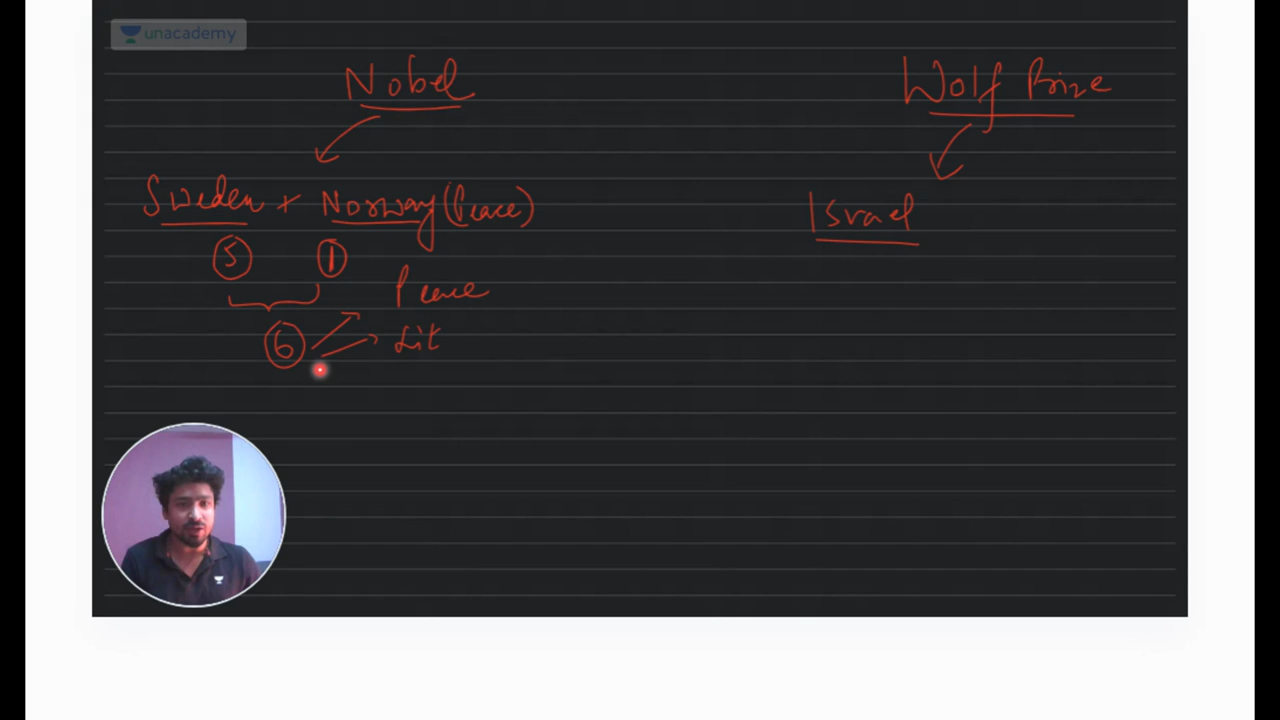 unacademy
Nobel
Wolf Prize
Sweden + Norway (Peace)
Israel
5 1
Peace
6
Lit